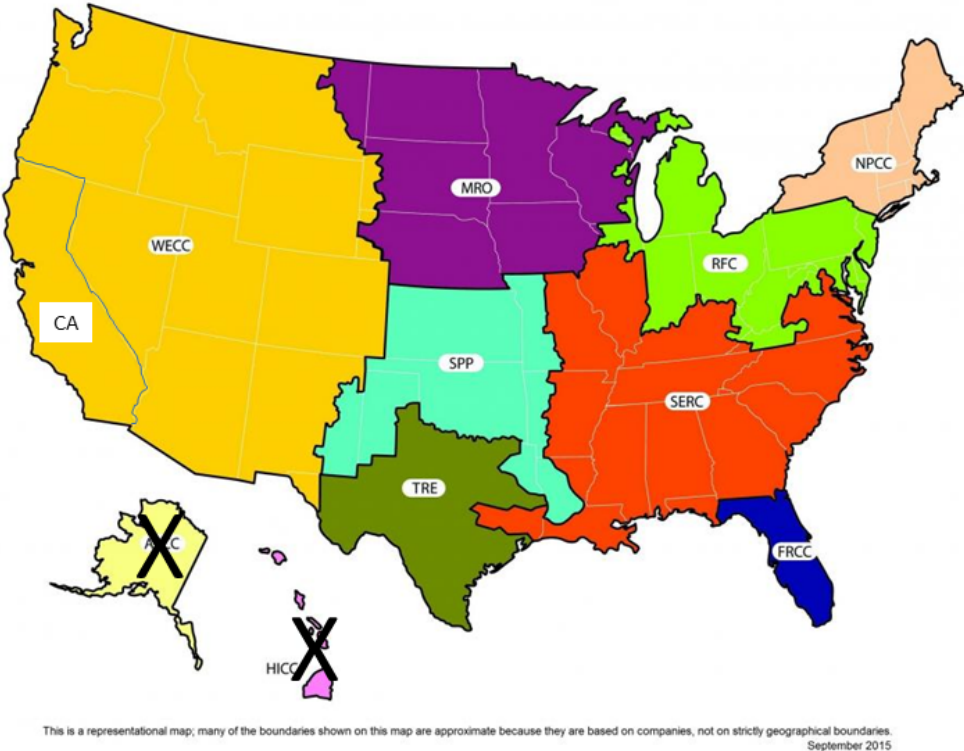 NPCC
MRO
WECC
RFC
CA
SPP
SERC
TRE
FRCC
HICC
This is a representational map; many of the boundaries shown on this map are approximate because they are based on companies, not on strictly geographical boundaries.
September 2015